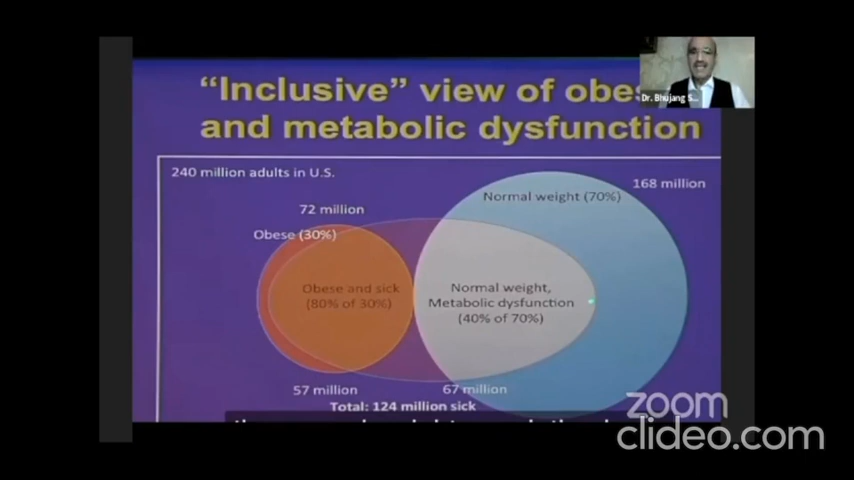 "Inclusive" view of obes
and metabolic dysfunction
Dr. Bhujang S...
240 million adults in U.S.
72 million
Obese (30%)
Normal weight (70%)
168 million
Obese and sick
(80% of 30%)
Normal weight,
Metabolic dysfunction
(40% of 70%)
57 million
67 million
Total: 124 million sick
zoom
clideo.com